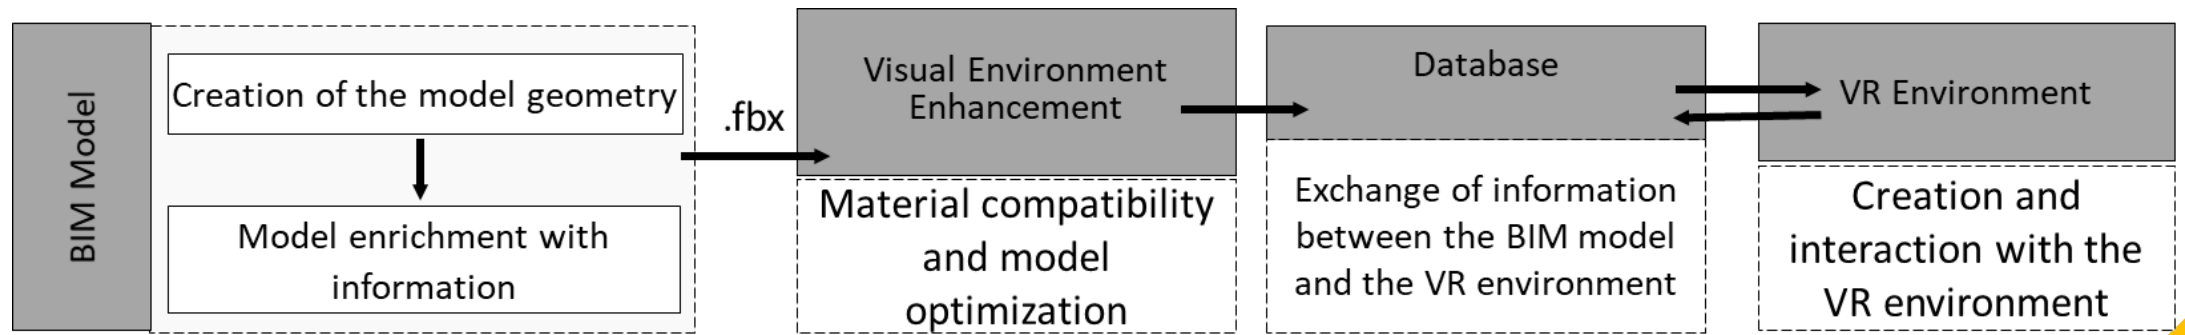 BIM Model
Creation of the model geometry
Model enrichment with
information
.fbx
Visual Environment
Enhancement
Material compatibility
and model
optimization
Database
Exchange of information
between the BIM model
and the VR environment
VR Environment
Creation and
interaction with the
VR environment